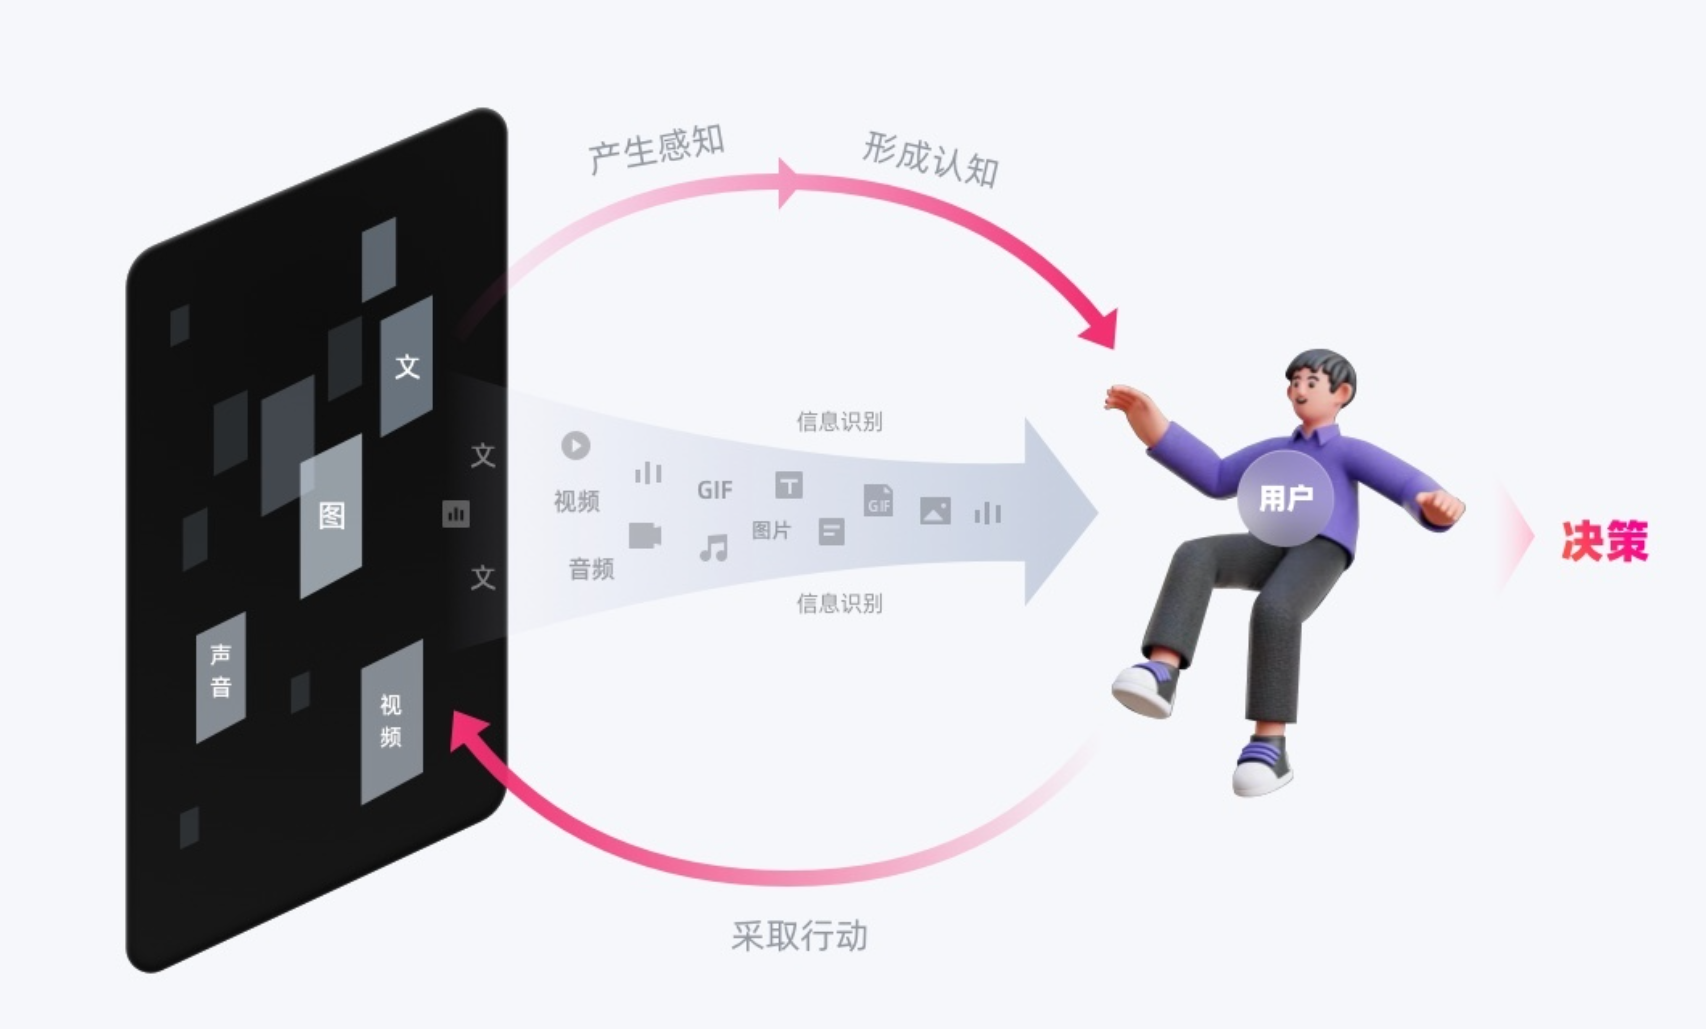 产生感知
形成认知
文
图
声
音
视
频
文
文
视频
音频
GIF
图片
GIF
信息识别
信息识别
用户
决策
采取行动